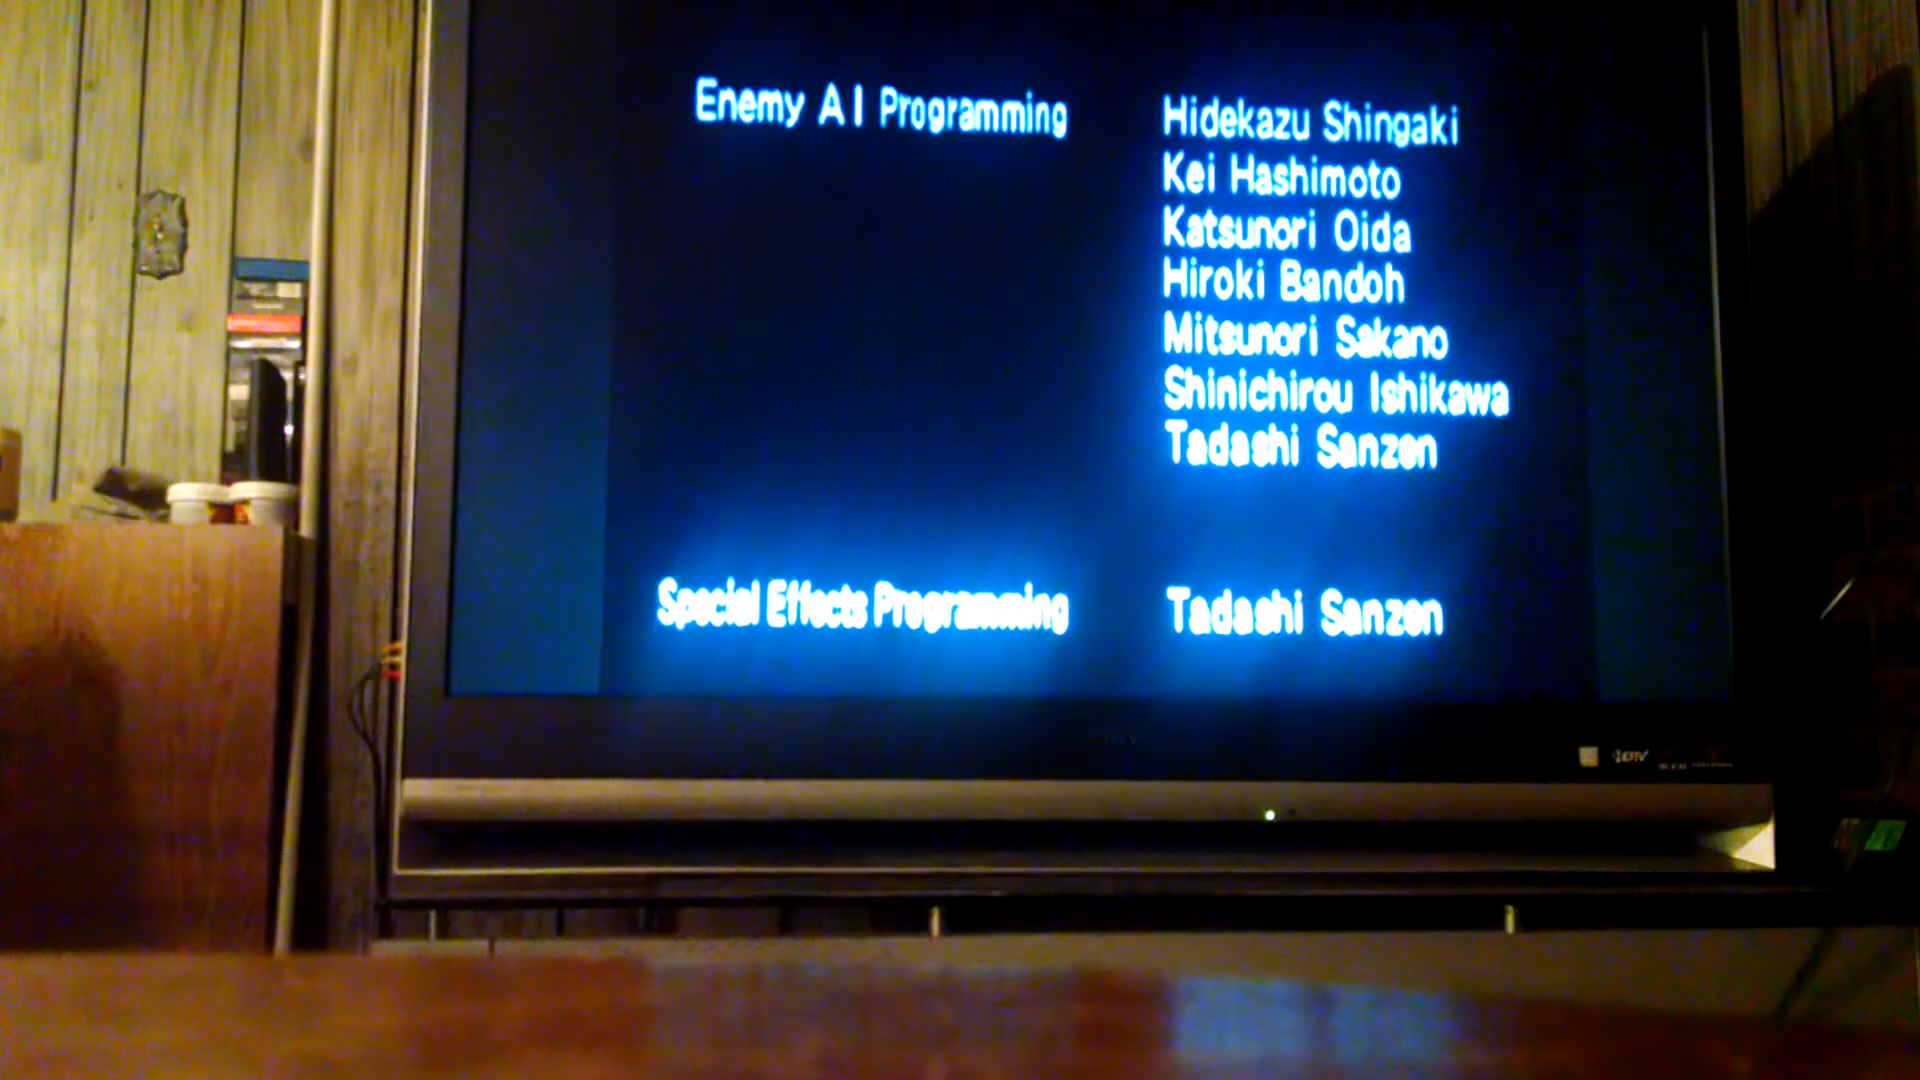 Enemy AI Programming
Hidekazu Shingaki
Kei Hashimoto
Katsunori Oida
Hiroki Bandoh
Mitsunori Sakano
Shinichirou Ishikawa
Tadashi Sanzen
Special Effects Programming
Tadashi Sanzen
HDTV